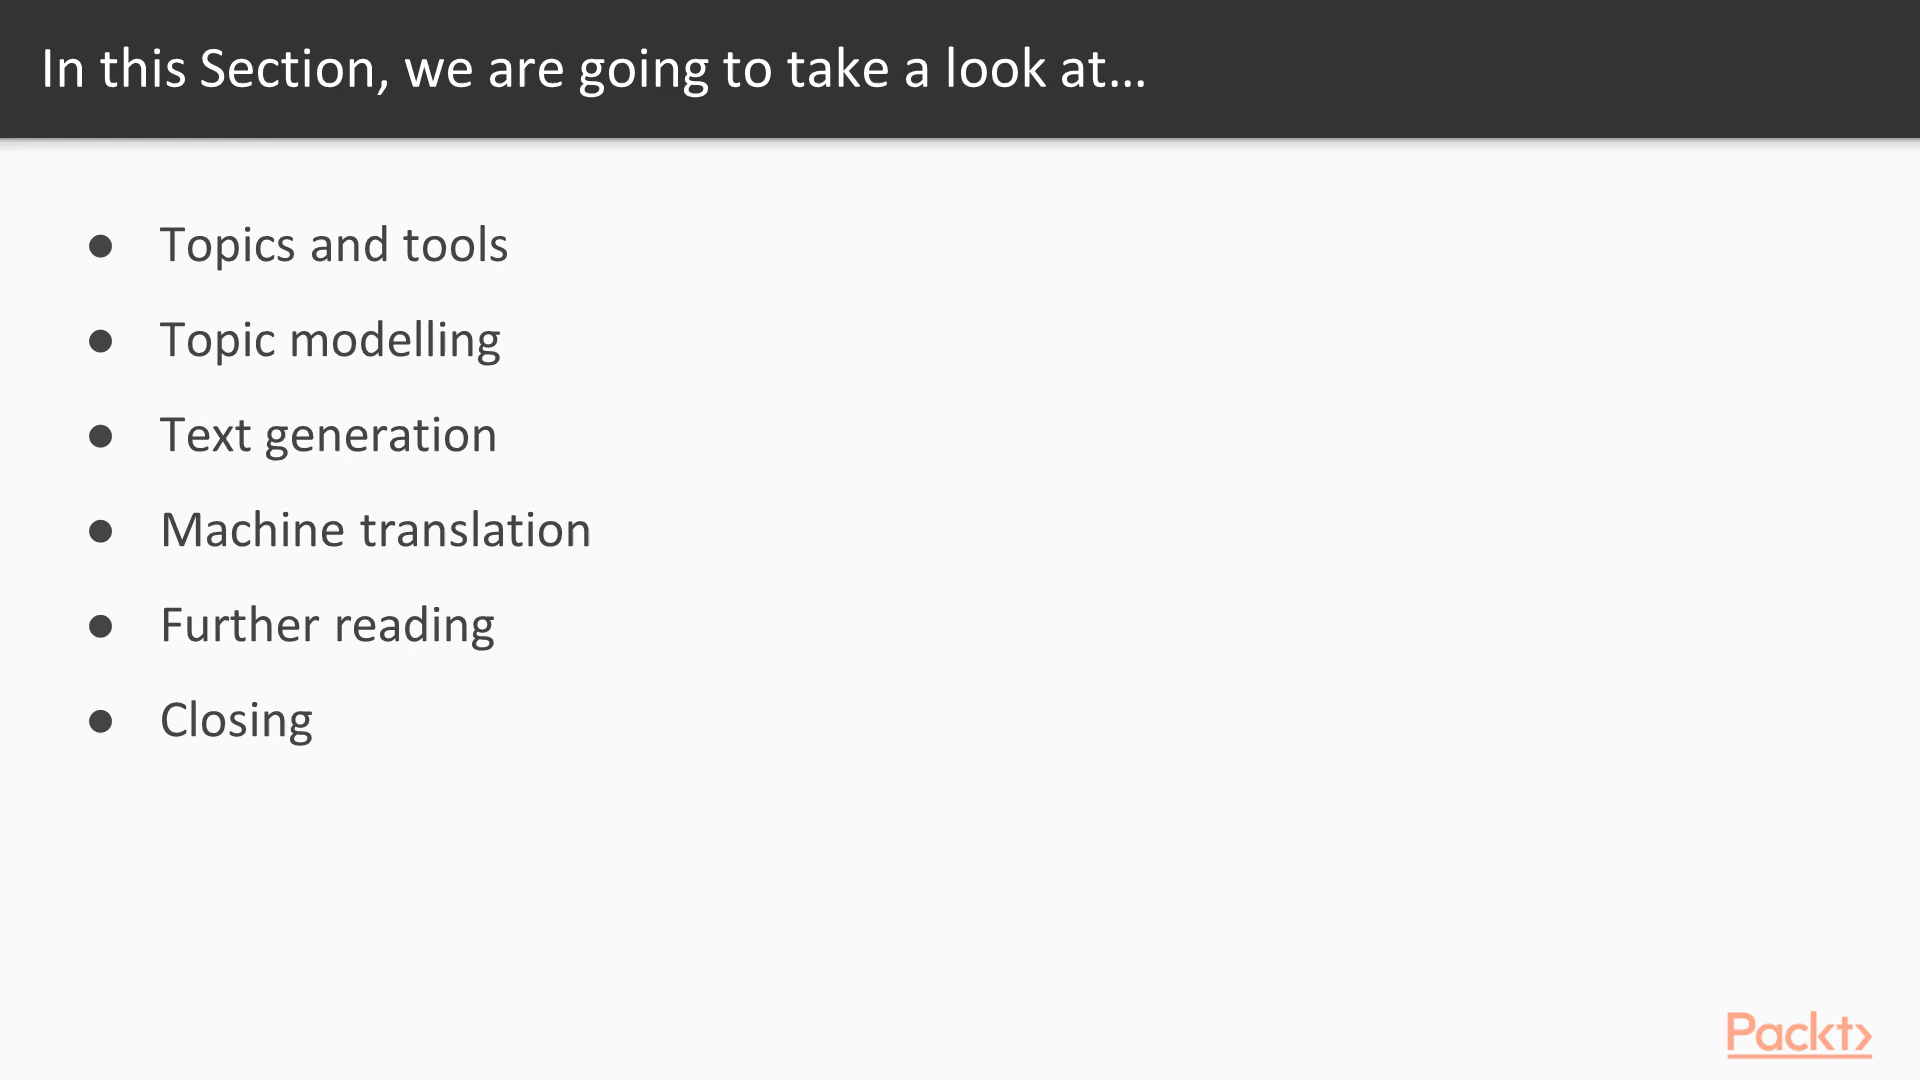 In this Section, we are going to take a look at...
● Topics and tools
● Topic modelling
● Text generation
● Machine translation
● Further reading
● Closing
Packt>